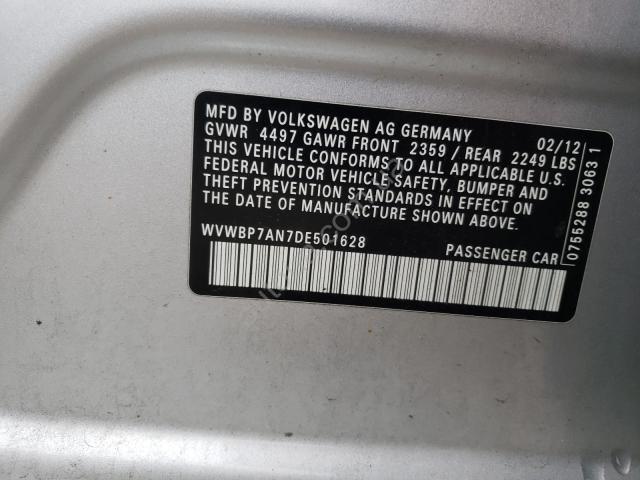 MFD BY VOLKSWAGEN AG GERMANY 02/12
GVWR 4497 GAWR FRONT 2359 / REAR 2249 LBS
THIS VEHICLE CONFORMS TO ALL APPLICABLE U.S.
FEDERAL MOTOR VEHICLE SAFETY, BUMPER AND
THEFT PREVENTION STANDARDS IN EFFECT ON
THE DATE OF MANUFACTURE SHOWN ABOVE.
WVWBP7AN7DE501628 PASSENGER CAR
0755288 3063 1